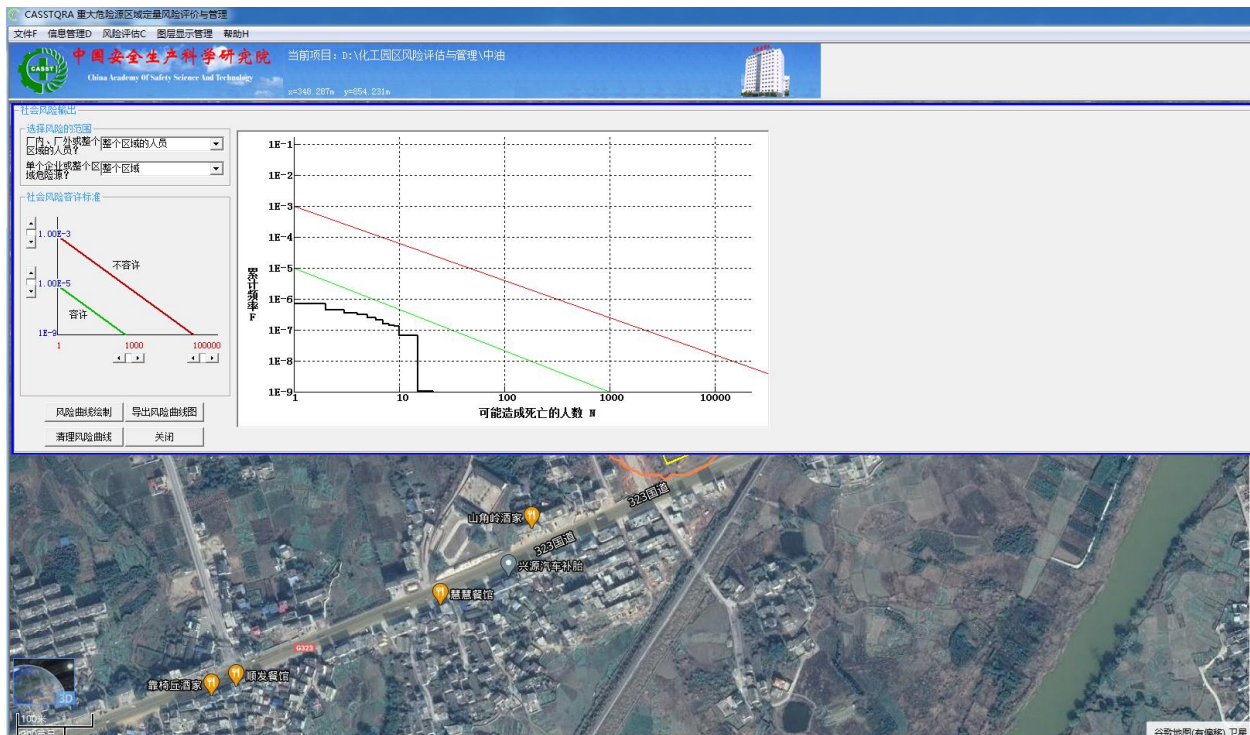 CASSTQRA 重大危险源区域定量风险评价与管理
文件F 信息管理D 风险评估C 图层显示管理 帮助H
中国安全生产科学研究院
China Academy Of Safety Science And Technology
CASST
当前项目：D:\化工园区风险评估与管理\中油
x=348.287m y=854.231m
社会风险输出
选择风险的范围
厂内、厂外或整个区域的人员?
整个区域的人员
单个企业或整个区域危险源?
整个区域
社会风险容许标准
1.00E-3
不容许
1.00E-5
容许
1E-9
1 1000 100000
风险曲线绘制 导出风险曲线图
清理风险曲线 关闭
1E-1
1E-2
1E-3
1E-4
1E-5
1E-6
1E-7
1E-8
1E-9
累计频率 F
1 10 100 1000 10000
可能造成死亡的人数 N
323国道
山角岭酒家
323国道
兴源汽车补胎
慧慧餐馆
G323
顺发餐馆
靠椅丘酒家
3D
100米
谷歌地图(有偏移) 卫星